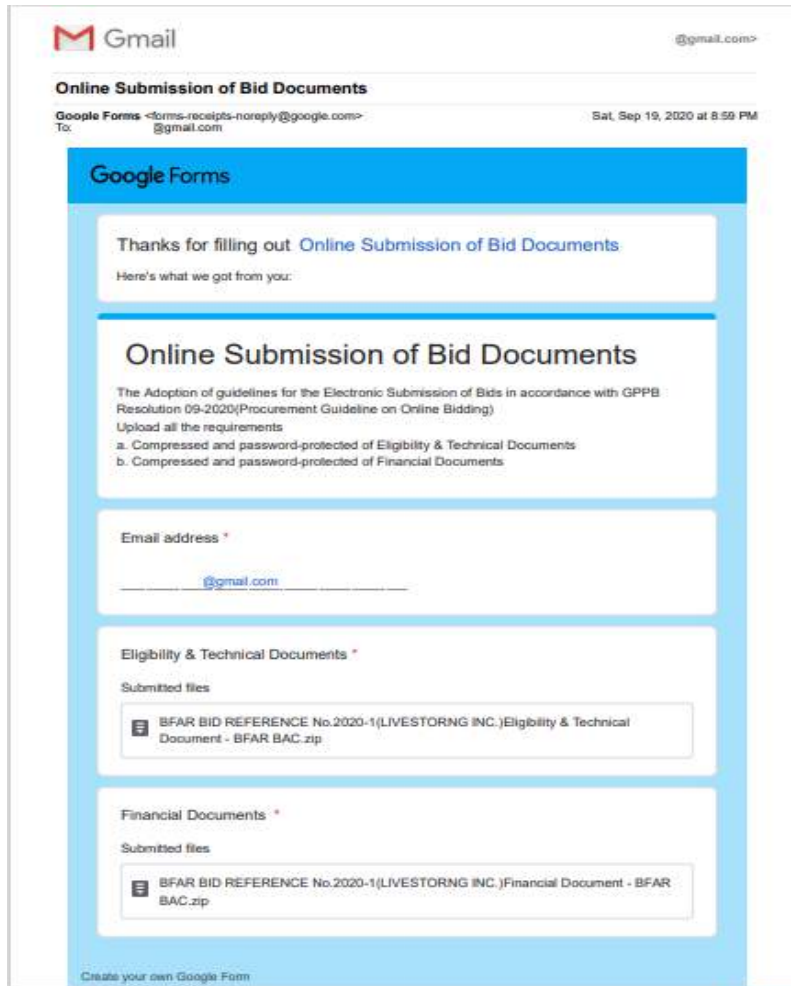 Gmail
@gmail.com>
Online Submission of Bid Documents
Google Forms <forms-receipts-noreply@google.com>
Sat, Sep 19, 2020 at 8:59 PM
To: @gmail.com
Google Forms
Thanks for filling out Online Submission of Bid Documents
Here's what we got from you:
Online Submission of Bid Documents
The Adoption of guidelines for the Electronic Submission of Bids in accordance with GPPB
Resolution 09-2020(Procurement Guideline on Online Bidding)
Upload all the requirements
a. Compressed and password-protected of Eligibility & Technical Documents
b. Compressed and password-protected of Financial Documents
Email address *
@gmail.com
Eligibility & Technical Documents *
Submitted files
BFAR BID REFERENCE No.2020-1(LIVESTORNG INC.)Eligibility & Technical
Document - BFAR BAC.zip
Financial Documents *
Submitted files
BFAR BID REFERENCE No.2020-1(LIVESTORNG INC.)Financial Document - BFAR
BAC.zip
Create your own Google Form